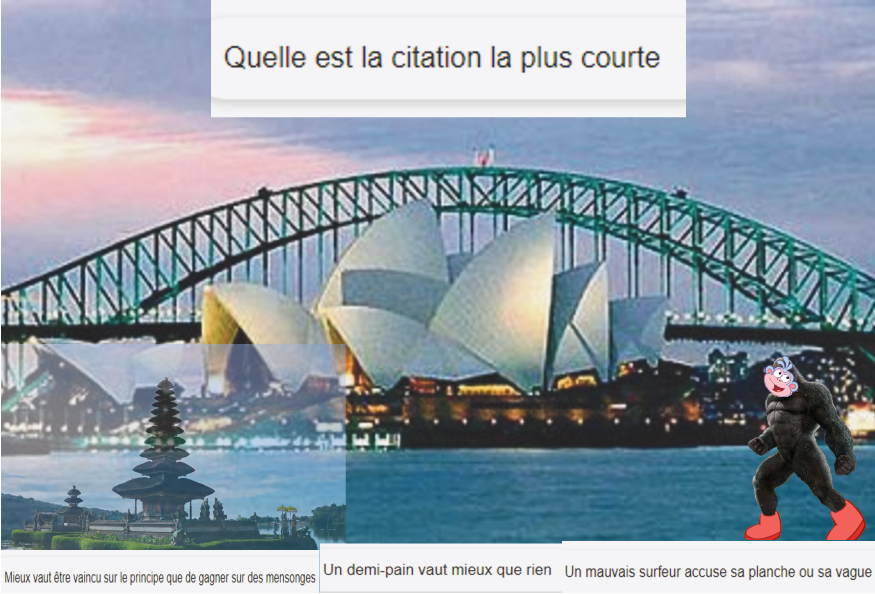 Quelle est la citation la plus courte
Mieux vaut être vaincu sur le principe que de gagner sur des mensonges
Un demi-pain vaut mieux que rien
Un mauvais surfeur accuse sa planche ou sa vague